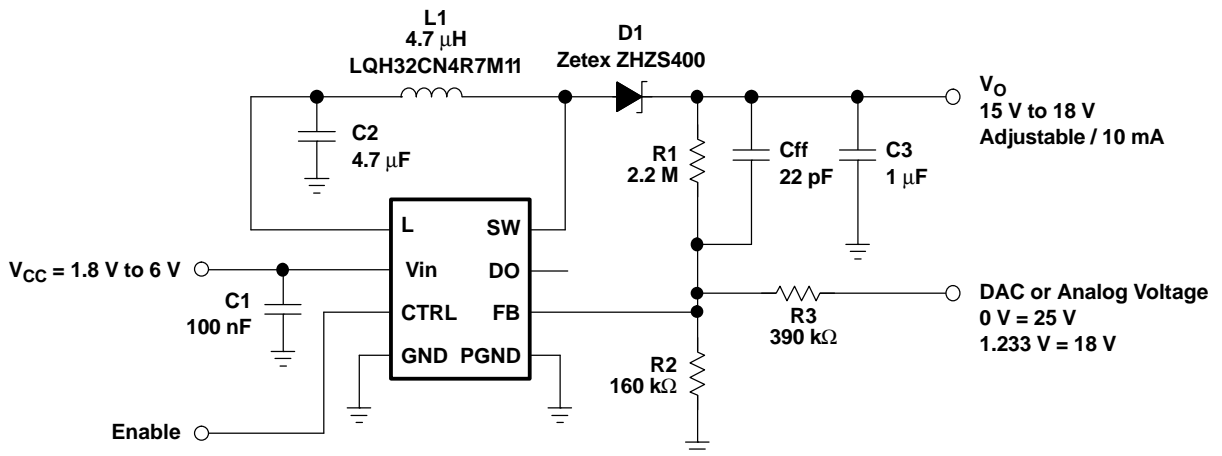 L1
4.7 μH
LQH32CN4R7M11
D1
Zetex ZHZS400
VO
15 V to 18 V
Adjustable / 10 mA
C2
4.7 μF
R1
2.2 M
Cff
22 pF
C3
1 μF
L
SW
VCC = 1.8 V to 6 V
Vin
DO
C1
100 nF
CTRL
FB
GND
PGND
R3
390 kΩ
DAC or Analog Voltage
0 V = 25 V
1.233 V = 18 V
R2
160 kΩ
Enable